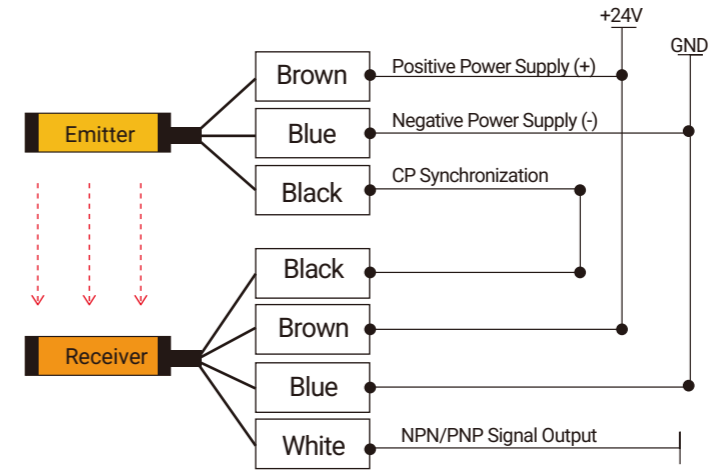 +24V
GND
Brown
Positive Power Supply (+)
Emitter
Blue
Negative Power Supply (-)
Black
CP Synchronization
Black
Brown
Receiver
Blue
White
NPN/PNP Signal Output